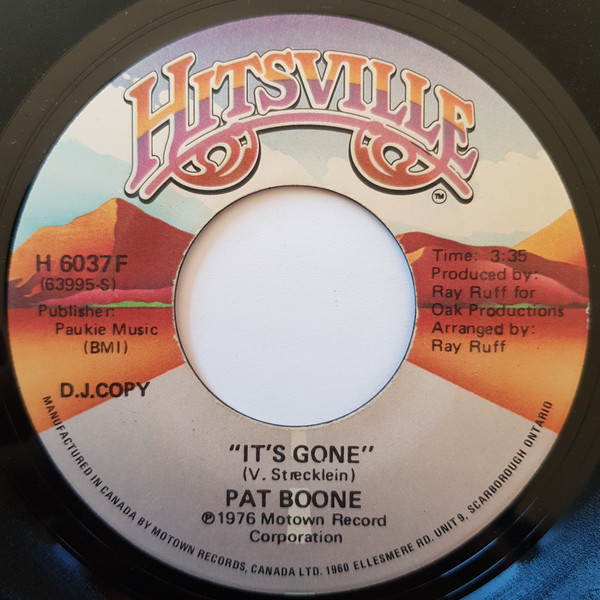 HITSVILLE
TM
H 6037F
(63995-S)
Publisher:
Paukie Music
(BMI)
D.J.COPY
Time: 3:35
Produced by:
Ray Ruff for
Oak Productions
Arranged by:
Ray Ruff
"IT'S GONE"
(V. Stræcklein)
PAT BOONE
℗1976 Motown Record
Corporation
MANUFACTURED IN CANADA BY MOTOWN RECORDS, CANADA LTD. 1960 ELLESMERE RD. UNIT 9, SCARBOROUGH ONTARIO